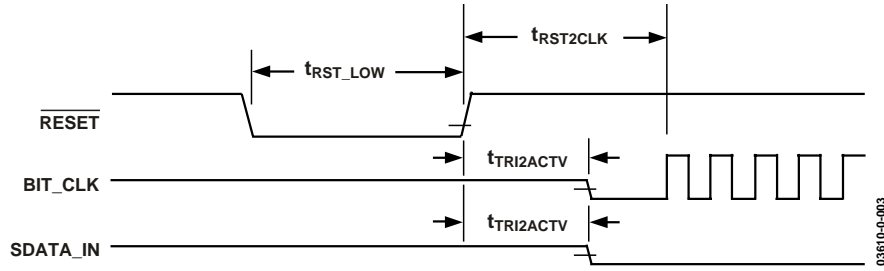 tRST2CLK
tRST_LOW
RESET
tTRI2ACTV
BIT_CLK
tTRI2ACTV
SDATA_IN
03610-0-003